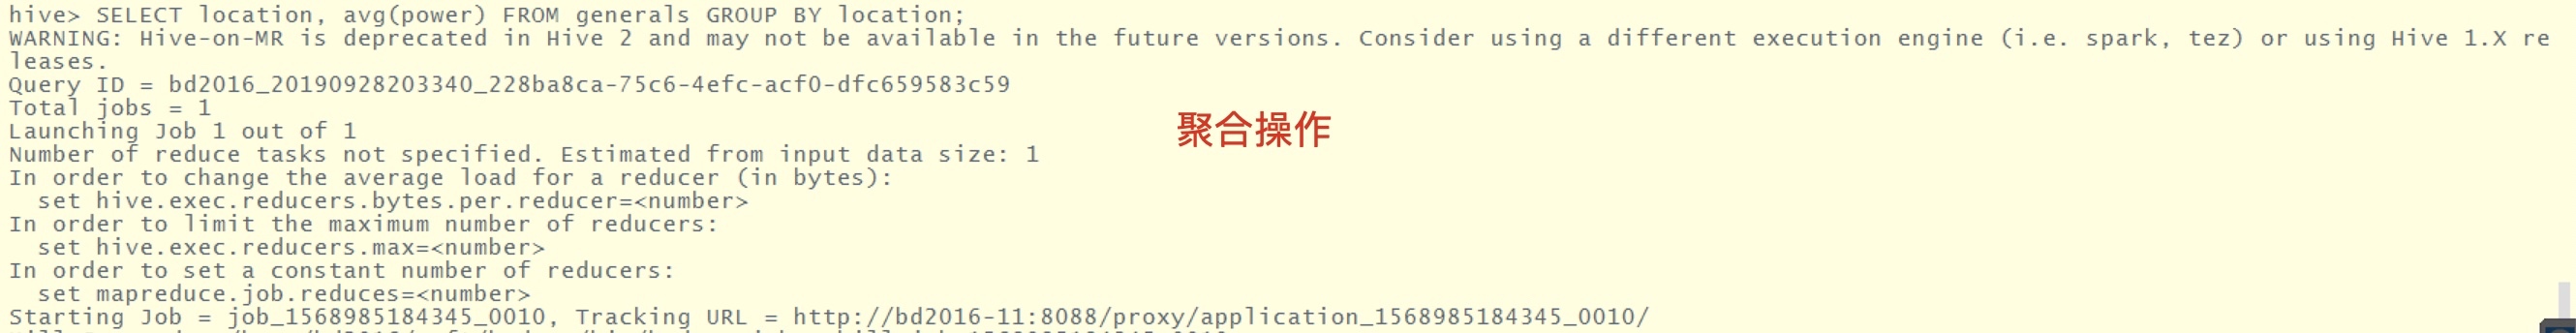 hive> SELECT location, avg(power) FROM generals GROUP BY location;
WARNING: Hive-on-MR is deprecated in Hive 2 and may not be available in the future versions. Consider using a different execution engine (i.e. spark, tez) or using Hive 1.X re
leases.
Query ID = bd2016_20190928203340_228ba8ca-75c6-4efc-acf0-dfc659583c59
Total jobs = 1
Launching Job 1 out of 1
聚合操作
Number of reduce tasks not specified. Estimated from input data size: 1
In order to change the average load for a reducer (in bytes):
  set hive.exec.reducers.bytes.per.reducer=<number>
In order to limit the maximum number of reducers:
  set hive.exec.reducers.max=<number>
In order to set a constant number of reducers:
  set mapreduce.job.reduces=<number>
Starting Job = job_1568985184345_0010, Tracking URL = http://bd2016-11:8088/proxy/application_1568985184345_0010/